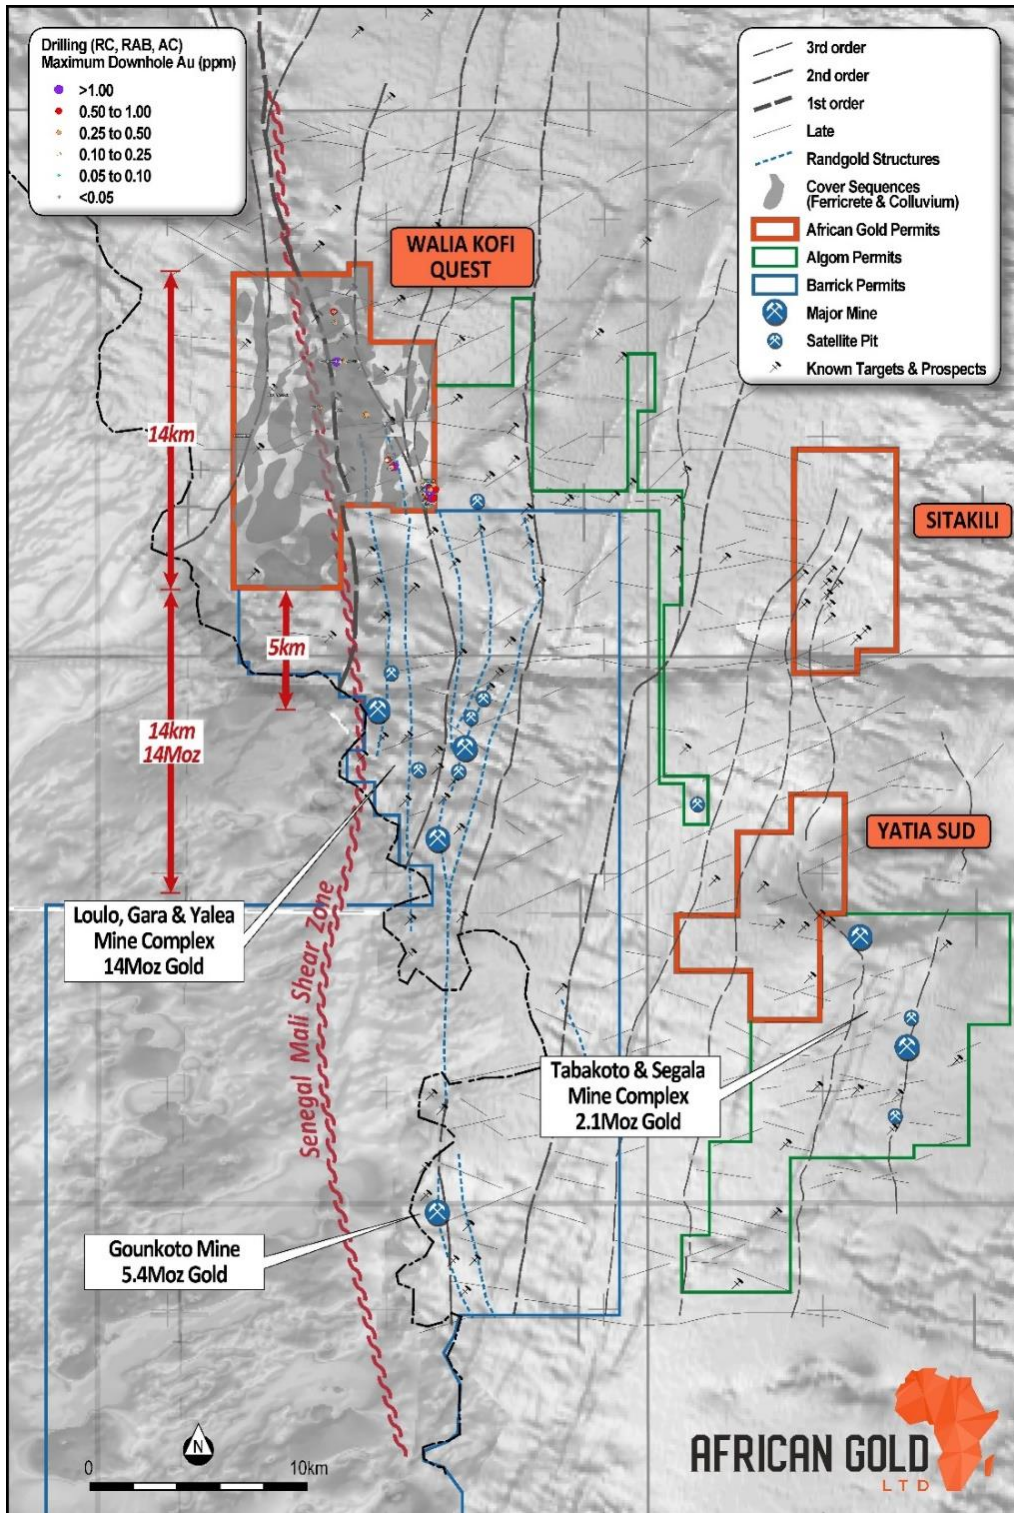 Drilling (RC, RAB, AC)
Maximum Downhole Au (ppm)
>1.00
0.50 to 1.00
0.25 to 0.50
0.10 to 0.25
0.05 to 0.10
<0.05
3rd order
2nd order
1st order
Late
Randgold Structures
Cover Sequences
(Ferricrete & Colluvium)
African Gold Permits
Algom Permits
Barrick Permits
Major Mine
Satellite Pit
Known Targets & Prospects
WALIA KOFI
QUEST
14km
SITAKILI
5km
14km
14Moz
YATIA SUD
Loulo, Gara & Yalea
Mine Complex
14Moz Gold
Senegal Mali Shear Zone
Tabakoto & Segala
Mine Complex
2.1Moz Gold
Gounkoto Mine
5.4Moz Gold
N
0
10km
AFRICAN GOLD
LTD